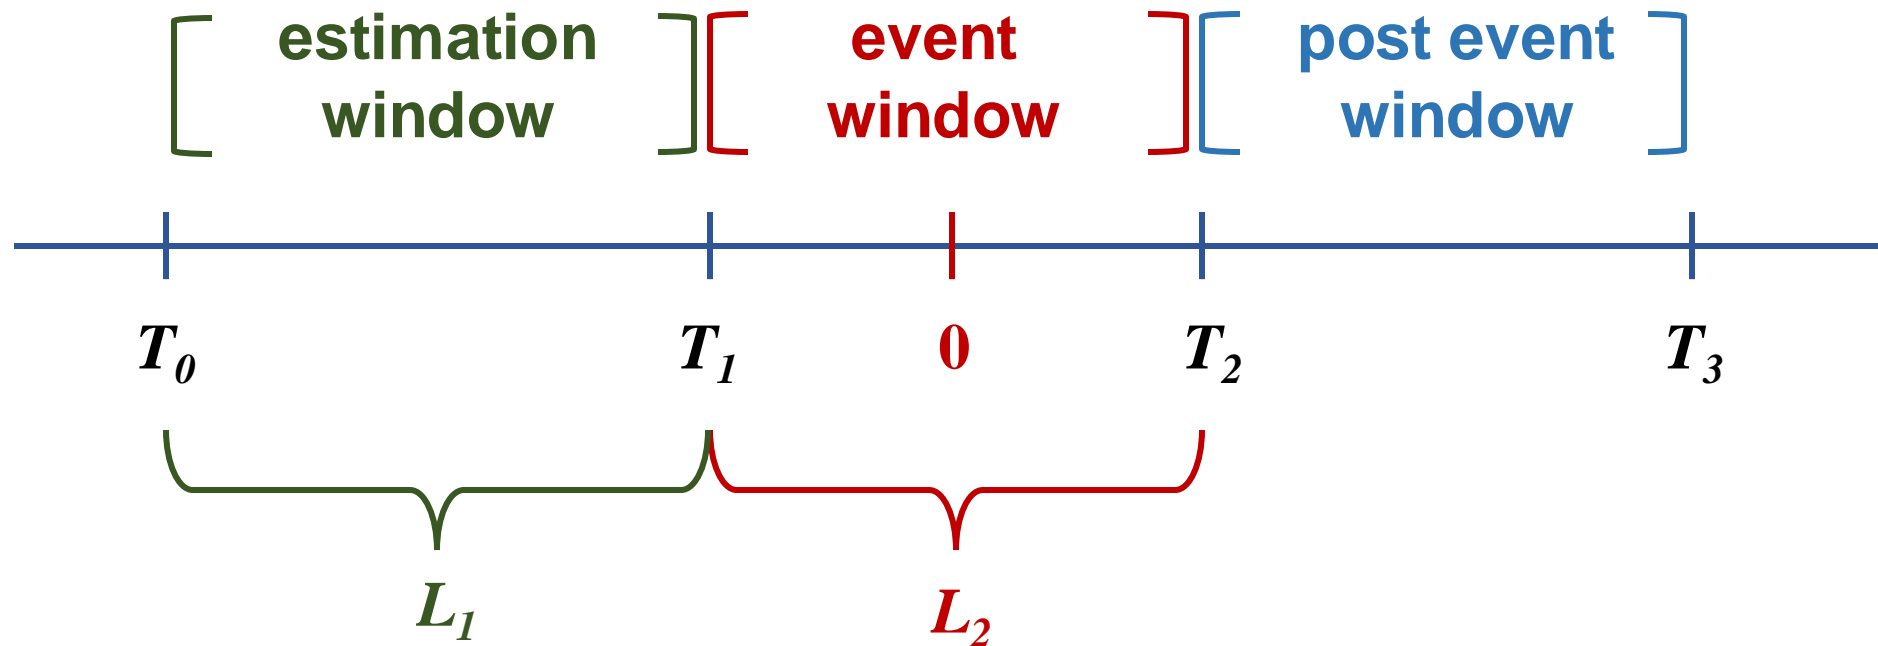 estimation
window
event
window
post event
window
T0 T1 0 T2 T3
L1 L2